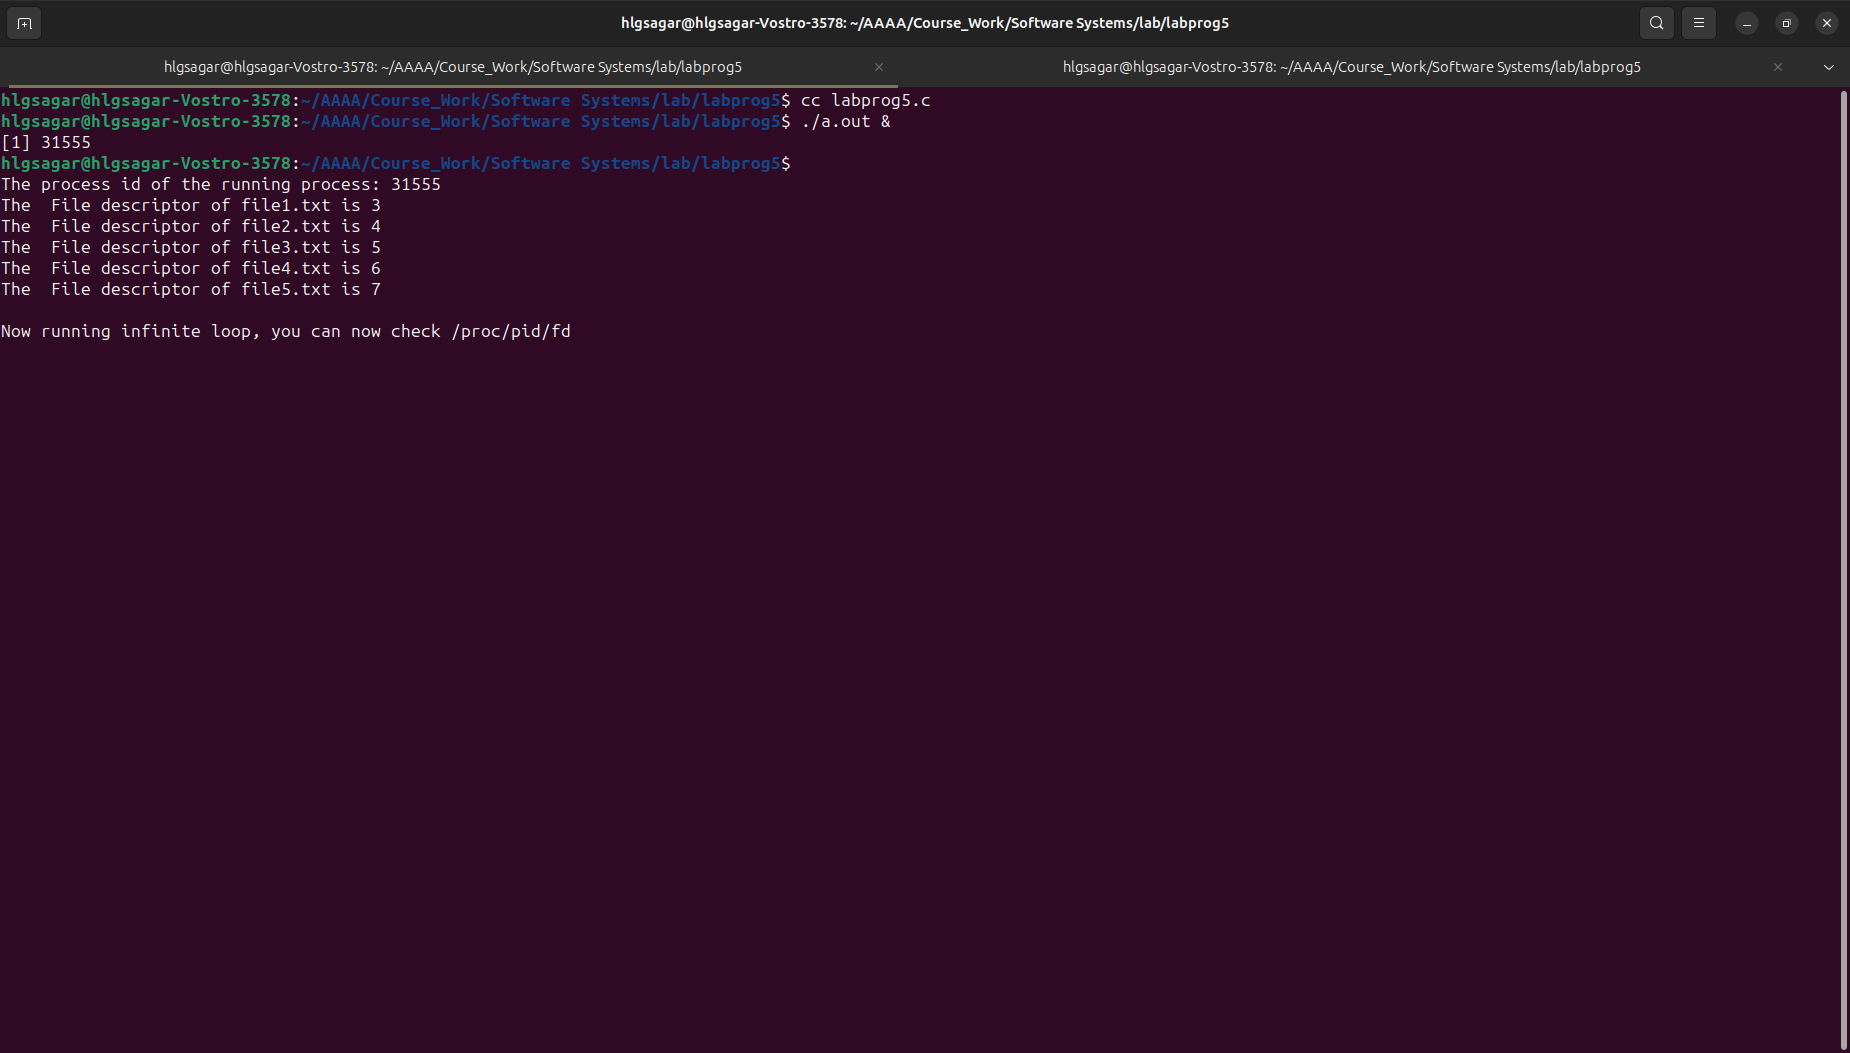 hlgsagar@hlgsagar-Vostro-3578: ~/AAAA/Course_Work/Software Systems/lab/labprog5
hlgsagar@hlgsagar-Vostro-3578: ~/AAAA/Course_Work/Software Systems/lab/labprog5
hlgsagar@hlgsagar-Vostro-3578: ~/AAAA/Course_Work/Software Systems/lab/labprog5
hlgsagar@hlgsagar-Vostro-3578:~/AAAA/Course_Work/Software Systems/lab/labprog5$ cc labprog5.c
hlgsagar@hlgsagar-Vostro-3578:~/AAAA/Course_Work/Software Systems/lab/labprog5$ ./a.out &
[1] 31555
hlgsagar@hlgsagar-Vostro-3578:~/AAAA/Course_Work/Software Systems/lab/labprog5$
The process id of the running process: 31555
The  File descriptor of file1.txt is 3
The  File descriptor of file2.txt is 4
The  File descriptor of file3.txt is 5
The  File descriptor of file4.txt is 6
The  File descriptor of file5.txt is 7
Now running infinite loop, you can now check /proc/pid/fd